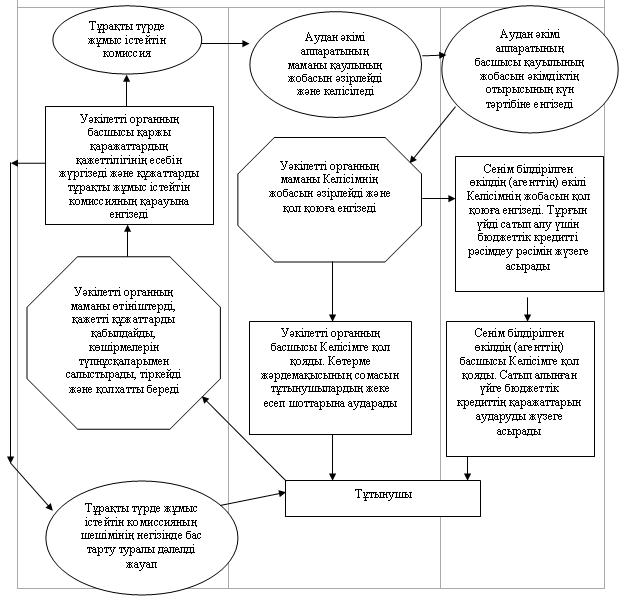 Тұрақты түрде
жұмыс істейтін
комиссия
Аудан әкімі
аппаратының
маманы қаулының
жобасын әзірлейді
және келісіледі
Аудан әкімі
аппаратының
басшысы қауылының
жобасын әкімдіктің
отырысының күн
тәртібіне енгізеді
Уәкілетті органның
басшысы қаржы
қаражаттардың
қажеттілігінің есебін
жүргізеді және құжаттарды
тұрақты жұмыс істейтін
комиссияның қарауына
енгізеді
Уәкілетті органның
маманы Келісімнің
жобасын әзірлейді және
қол қоюға енгізеді
Сенім білдірілген
өкілдің (агенттің) өкілі
Келісімнің жобасын қол
қоюға енгізеді. Тұрғын
үйді сатып алу үшін
бюджеттік кредитті
рәсімдеу рәсімін жүзеге
асырады
Уәкілетті органның
маманы өтініштерді,
қажетті құжаттарды
қабылдайды,
көшірмелерін
түпнұсқаларымен
салыстырады, тіркейді
және қолхатты береді
Уәкілетті органның
басшысы Келісімге қол
қояды. Көтерме
жәрдемақысының сомасын
тұтынушылардың жеке
есеп шоттарына аударады
Сенім білдірілген
өкілдің (агенттің)
басшысы Келісімге қол
қояды. Сатып алынған
үйге бюджеттік
кредиттің қаражаттарын
аударуды жүзеге
асырады
Тұтынушы
Тұрақты түрде жұмыс
істейтін комиссияның
шешімінің негізінде бас
тарту туралы дәлелді
жауап